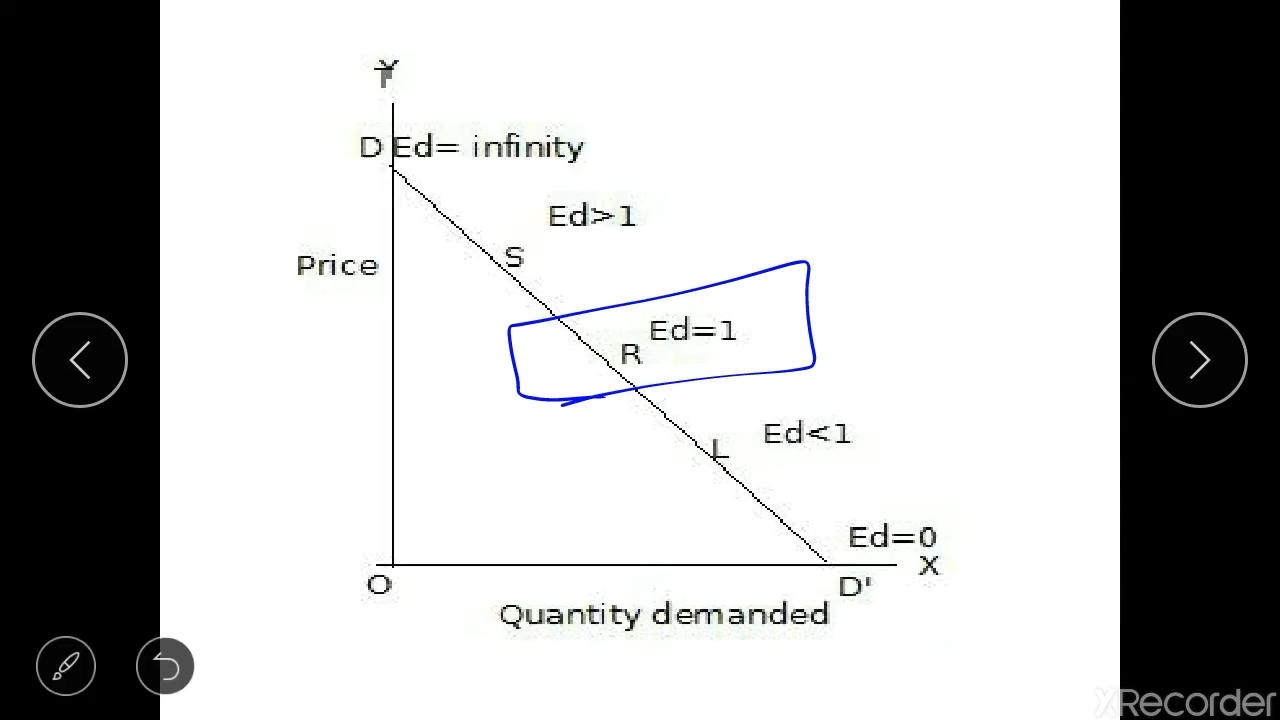 Y
D Ed= infinity
Ed>1
S
Price
Ed=1
R
Ed<1
L
Ed=0
X
O
D'
Quantity demanded
XRecorder